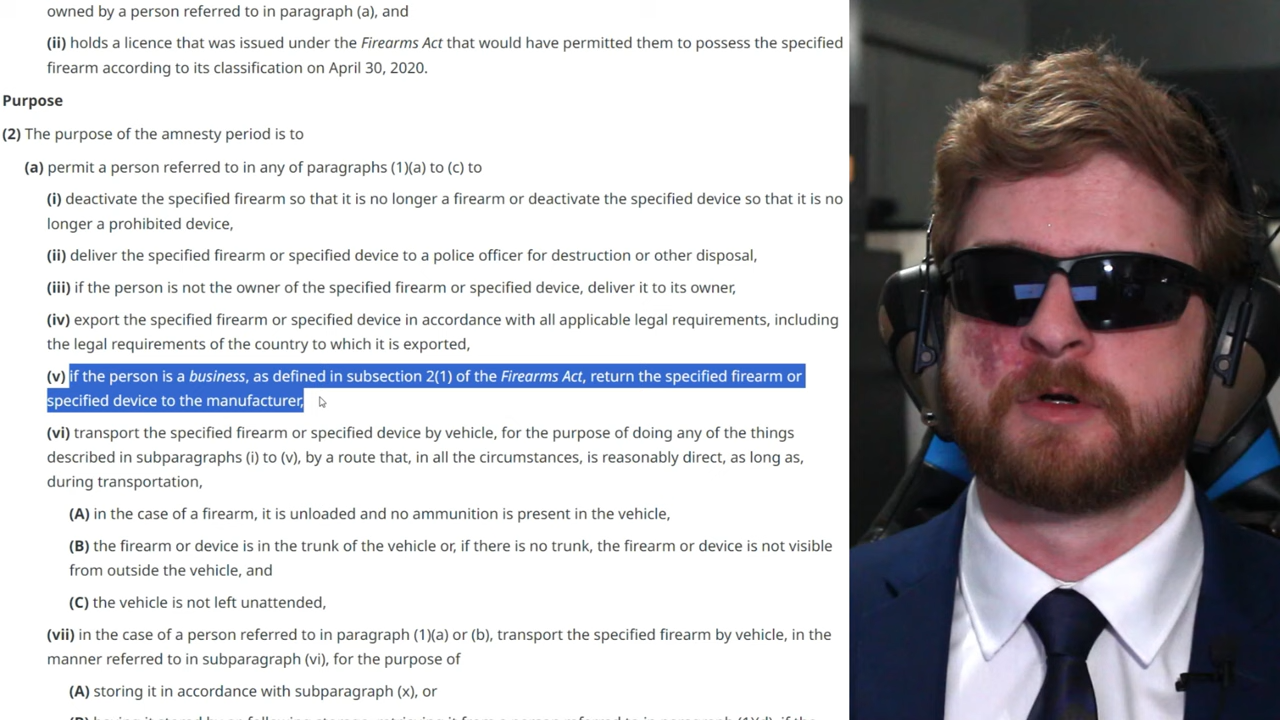 owned by a person referred to in paragraph (a), and
(ii) holds a licence that was issued under the Firearms Act that would have permitted them to possess the specified
firearm according to its classification on April 30, 2020.
Purpose
(2) The purpose of the amnesty period is to
(a) permit a person referred to in any of paragraphs (1)(a) to (c) to
(i) deactivate the specified firearm so that it is no longer a firearm or deactivate the specified device so that it is no
longer a prohibited device,
(ii) deliver the specified firearm or specified device to a police officer for destruction or other disposal,
(iii) if the person is not the owner of the specified firearm or specified device, deliver it to its owner,
(iv) export the specified firearm or specified device in accordance with all applicable legal requirements, including
the legal requirements of the country to which it is exported,
(v) if the person is a business, as defined in subsection 2(1) of the Firearms Act, return the specified firearm or
specified device to the manufacturer,
(vi) transport the specified firearm or specified device by vehicle, for the purpose of doing any of the things
described in subparagraphs (i) to (v), by a route that, in all the circumstances, is reasonably direct, as long as,
during transportation,
(A) in the case of a firearm, it is unloaded and no ammunition is present in the vehicle,
(B) the firearm or device is in the trunk of the vehicle or, if there is no trunk, the firearm or device is not visible
from outside the vehicle, and
(C) the vehicle is not left unattended,
(vii) in the case of a person referred to in paragraph (1)(a) or (b), transport the specified firearm by vehicle, in the
manner referred to in subparagraph (vi), for the purpose of
(A) storing it in accordance with subparagraph (x), or